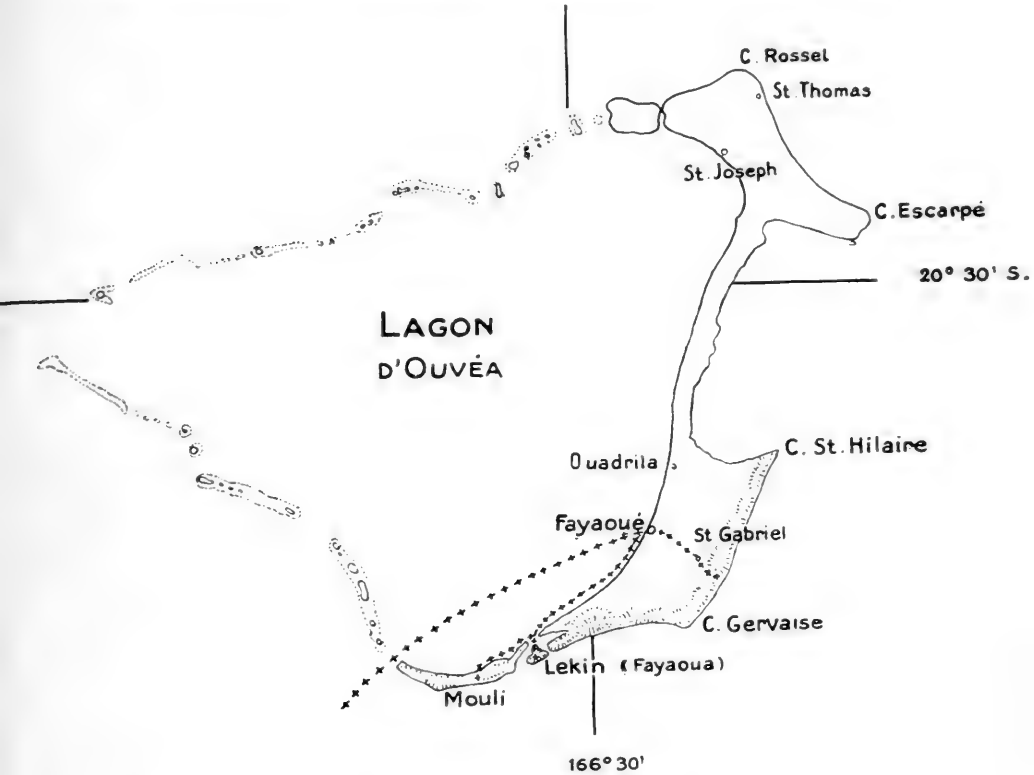 C. Rossel
St. Thomas
St. Joseph
C. Escarpé
20° 30' S.
LAGON
D'OUVÉA
Ouadrila
C. St. Hilaire
Fayaoué
St Gabriel
C. Gervaise
Lekin (Fayaoua)
Mouli
166° 30'